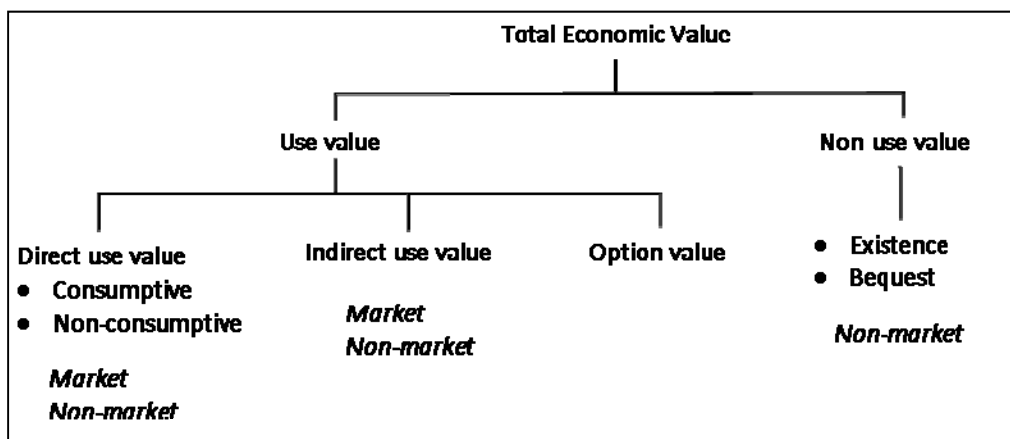 Total Economic Value
Use value
Non use value
Direct use value
● Consumptive
● Non-consumptive
Market
Non-market
Indirect use value
Market
Non-market
Option value
● Existence
● Bequest
Non-market